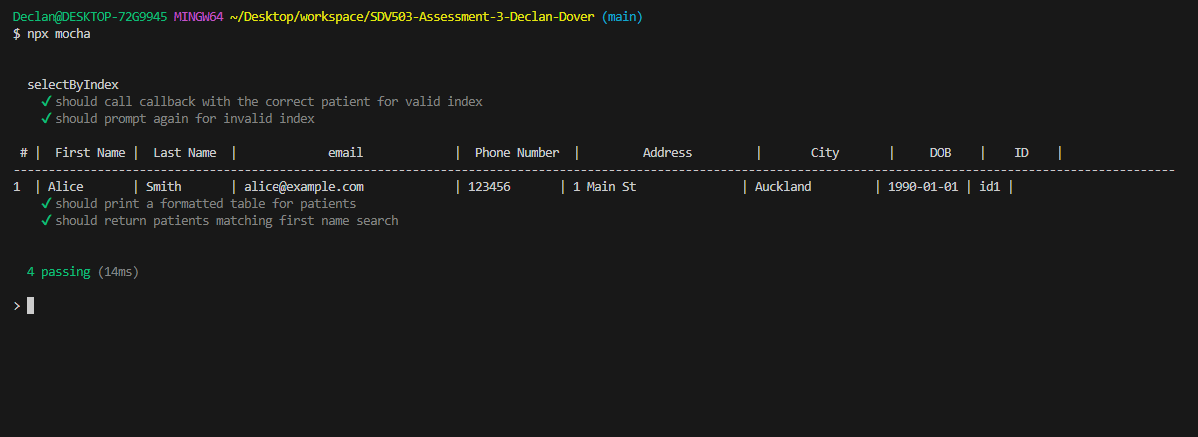 Declan@DESKTOP-72G9945 MINGW64 ~/Desktop/workspace/SDV503-Assessment-3-Declan-Dover (main)
$ npx mocha
selectByIndex
✔ should call callback with the correct patient for valid index
✔ should prompt again for invalid index
# | First Name | Last Name | email | Phone Number | Address | City | DOB | ID |
----------------------------------------------------------------------------------------------------------------------------------------------------------------------
1 | Alice | Smith | alice@example.com | 123456 | 1 Main St | Auckland | 1990-01-01 | id1 |
✔ should print a formatted table for patients
✔ should return patients matching first name search
4 passing (14ms)
>